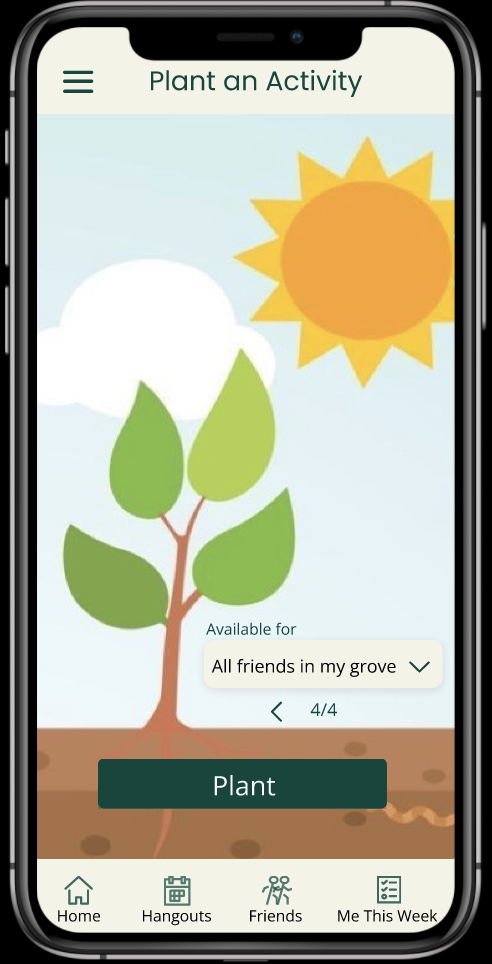 Plant an Activity
Available for
All friends in my grove
4/4
Plant
Home Hangouts Friends Me This Week